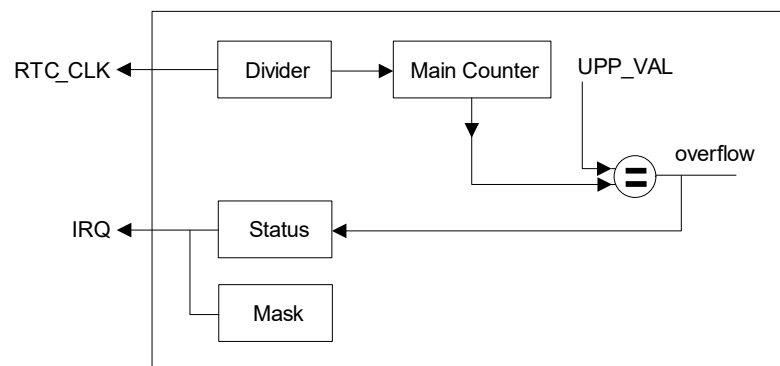 RTC_CLK
Divider
Main Counter
UPP_VAL
overflow
IRQ
Status
Mask